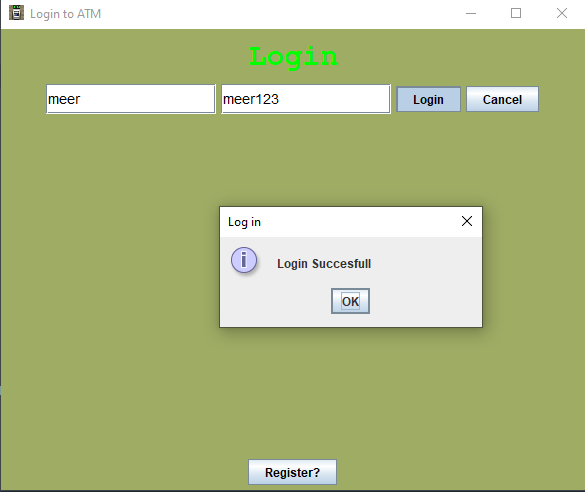 Login to ATM
Login
meer meer123 Login Cancel
Log in
i
Login Succesfull
OK
Register?